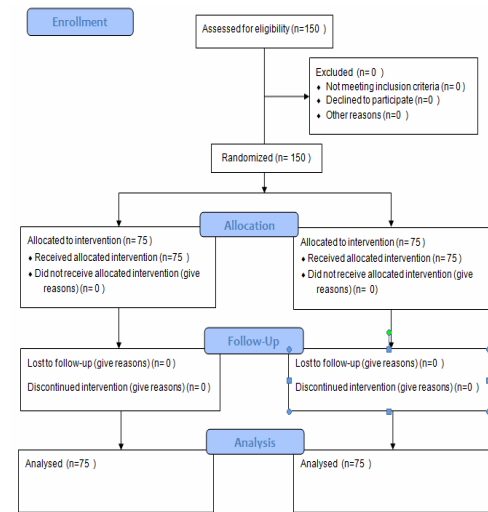 Enrollment
Assessed for eligibility (n=150 )
Excluded (n= 0 )
♦ Not meeting inclusion criteria (n= 0 )
♦ Declined to participate (n=0 )
♦ Other reasons (n=0 )
Randomized (n= 150 )
Allocation
Allocated to intervention (n= 75 )
♦ Received allocated intervention (n=75 )
♦ Did not receive allocated intervention (give
reasons) (n= 0 )
Allocated to intervention (n= 75 )
♦ Received allocated intervention (n=75 )
♦ Did not receive allocated intervention (give
reasons) (n= 0)
Follow-Up
Lost to follow-up (give reasons) (n= 0 )
Discontinued intervention (give reasons) (n= 0 )
Lost to follow-up (give reasons) (n=0 )
Discontinued intervention (give reasons) (n=0 )
Analysis
Analysed (n=75 )
Analysed (n=75 )